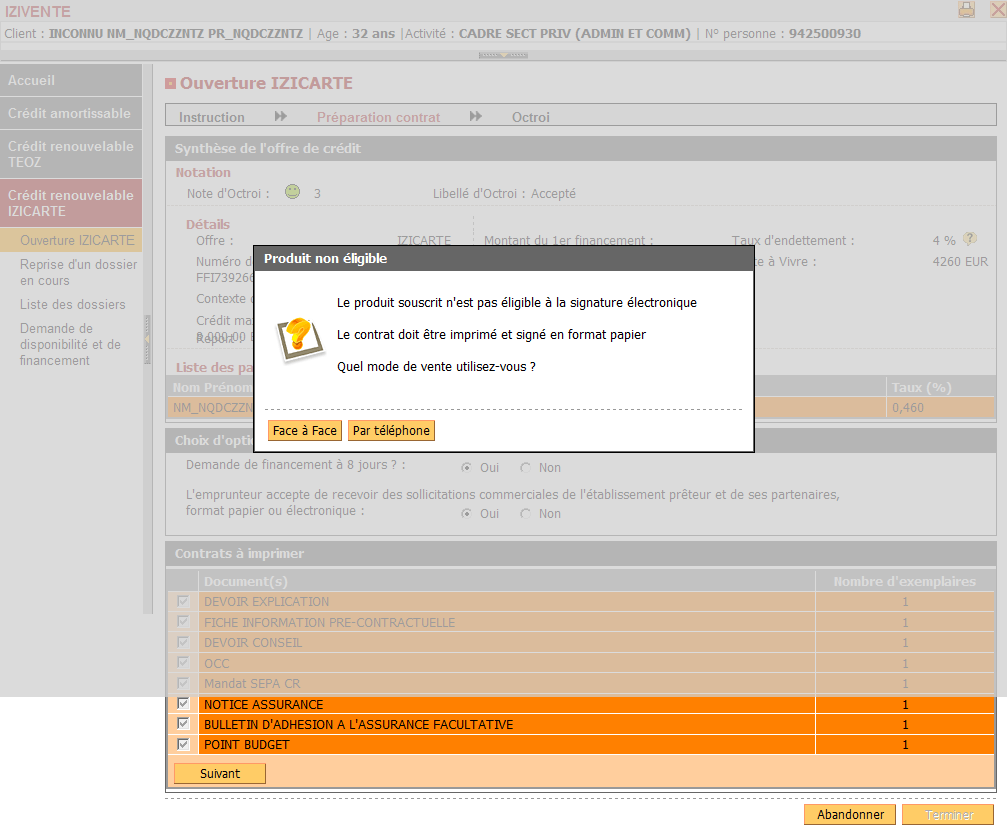 IZIVENTE
Client : INCONNU NM_NQDCZZNTZ PR_NQDCZZNTZ | Age : 32 ans |Activité : CADRE SECT PRIV (ADMIN ET COMM) | N° personne : 942500930
Accueil
Crédit amortissable
Crédit renouvelable
TEOZ
Crédit renouvelable
IZICARTE
Ouverture IZICARTE
Reprise d'un dossier
en cours
Liste des dossiers
Demande de
disponibilité et de
financement
Ouverture IZICARTE
Instruction Préparation contrat Octroi
Synthèse de l'offre de crédit
Notation
Note d'Octroi : 3 Libellé d'Octroi : Accepté
Détails
Offre : IZICARTE Montant du 1er financement : Taux d'endettement : 4 %
Numéro d
à Vivre : 4260 EUR
FFI739266
Contexte
Crédit ma
Report
Liste des pa
Nom Prénom Taux (%)
NM_NQDCZZN 0,460
Produit non éligible
Le produit souscrit n'est pas éligible à la signature électronique
Le contrat doit être imprimé et signé en format papier
Quel mode de vente utilisez-vous ?
Face à Face Par téléphone
Choix d'opti
Demande de financement à 8 jours ? : Oui Non
L'emprunteur accepte de recevoir des sollicitations commerciales de l'établissement prêteur et de ses partenaires,
format papier ou électronique : Oui Non
Contrats à imprimer
Document(s) Nombre d'exemplaires
DEVOIR EXPLICATION 1
FICHE INFORMATION PRE-CONTRACTUELLE 1
DEVOIR CONSEIL 1
OCC 1
Mandat SEPA CR 1
NOTICE ASSURANCE 1
BULLETIN D'ADHESION A L'ASSURANCE FACULTATIVE 1
POINT BUDGET 1
Suivant
Abandonner Terminer